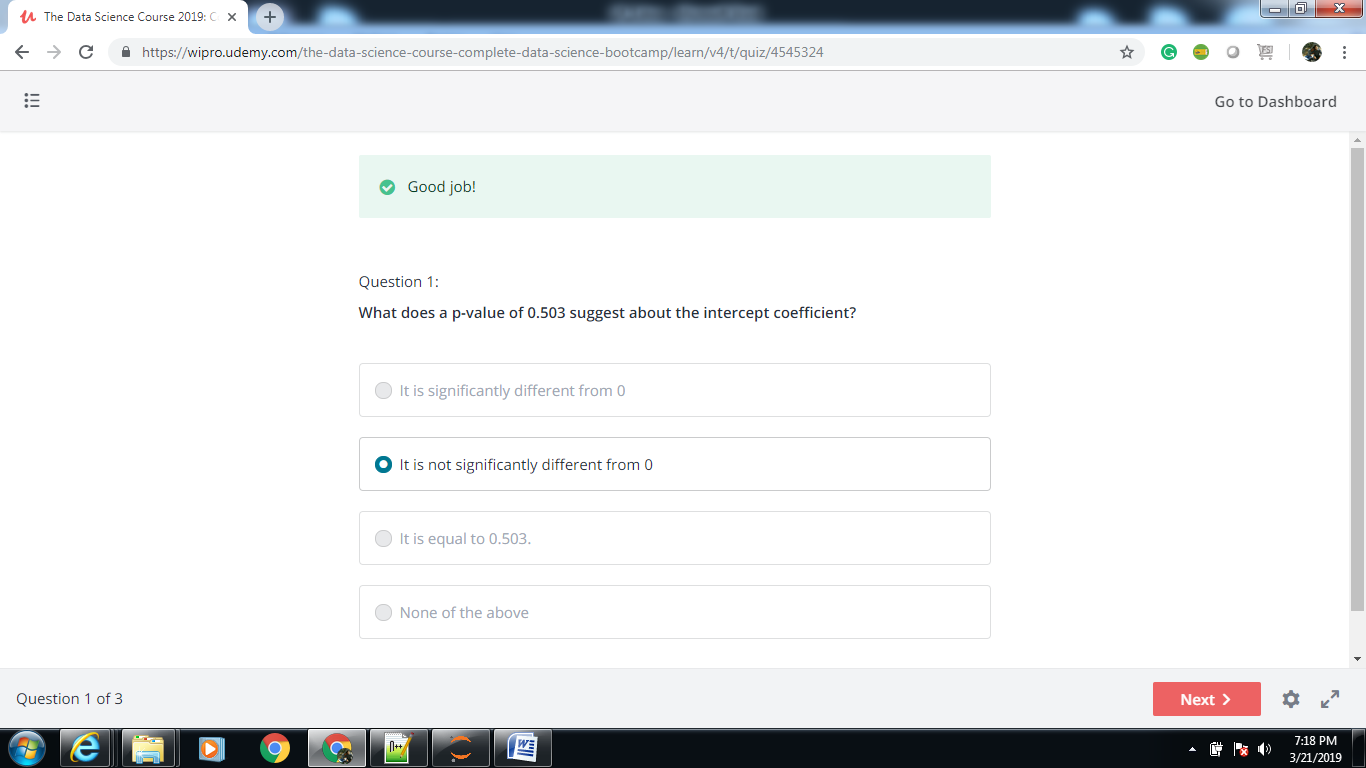 The Data Science Course 2019: C
https://wipro.udemy.com/the-data-science-course-complete-data-science-bootcamp/learn/v4/t/quiz/4545324
Go to Dashboard
Good job!
Question 1:
What does a p-value of 0.503 suggest about the intercept coefficient?
It is significantly different from 0
It is not significantly different from 0
It is equal to 0.503.
None of the above
Question 1 of 3
Next
7:18 PM
3/21/2019